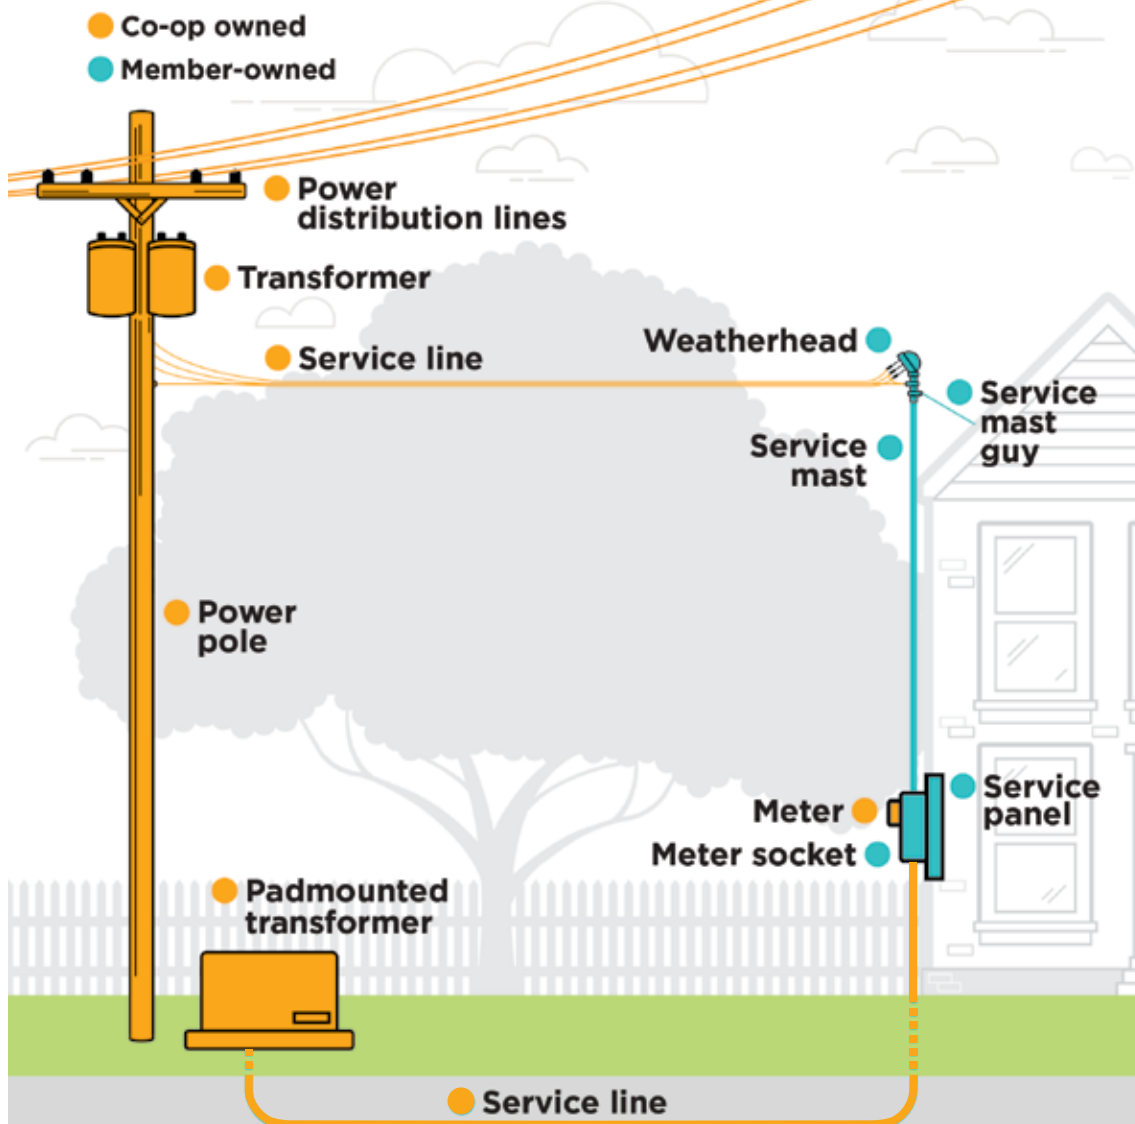 Co-op owned
Member-owned
Power
distribution lines
Transformer
Service line
Weatherhead
Service
mast
guy
Service
mast
Power
pole
Service
panel
Meter
Meter socket
Padmounted
transformer
Service line